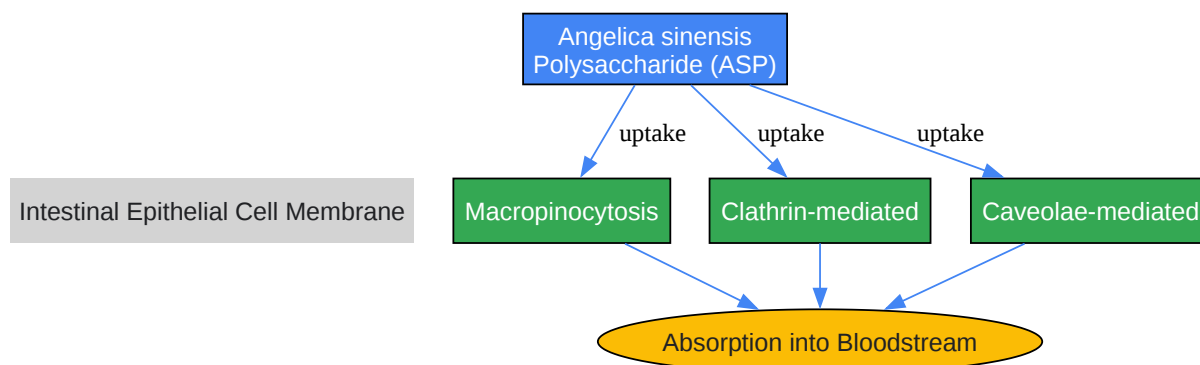 Angelica sinensis
Polysaccharide (ASP)
uptake
uptake
uptake
Intestinal Epithelial Cell Membrane
Macropinocytosis
Clathrin-mediated
Caveolae-mediated
Absorption into Bloodstream